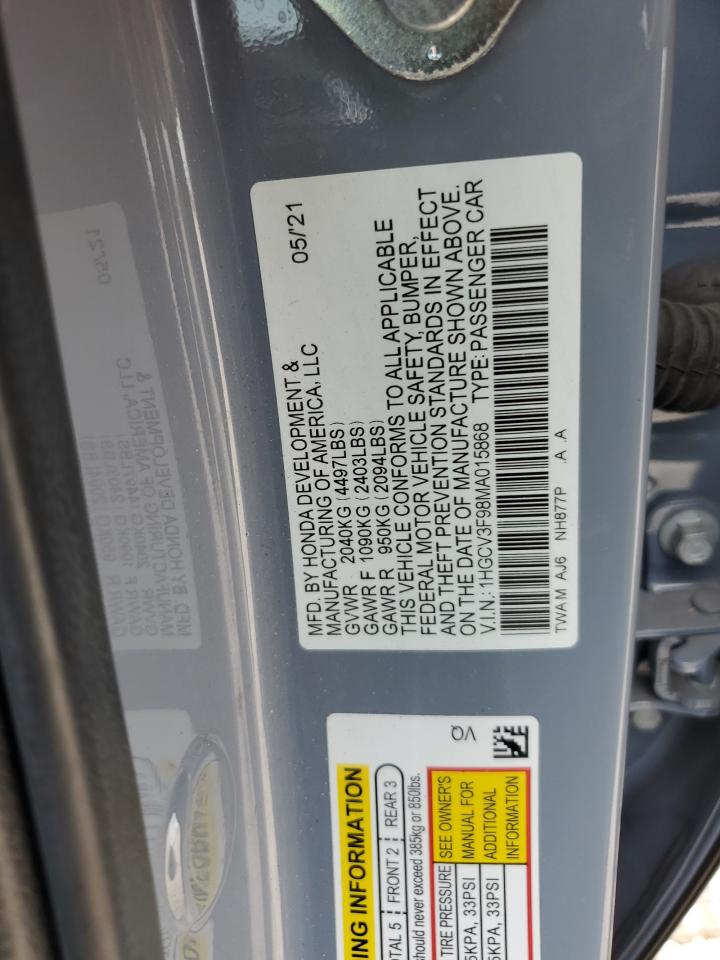 MFD. BY HONDA DEVELOPMENT &
MANUFACTURING OF AMERICA, LLC 05/'21
GVWR 2040KG (4497LBS)
GAWR F 1090KG (2403LBS)
GAWR R 950KG (2094LBS)
THIS VEHICLE CONFORMS TO ALL APPLICABLE
FEDERAL MOTOR VEHICLE SAFETY, BUMPER,
AND THEFT PREVENTION STANDARDS IN EFFECT
ON THE DATE OF MANUFACTURE SHOWN ABOVE.
V.I.N.: 1HGCV3F98MA015868 TYPE: PASSENGER CAR
TWAM AJ6 NH877P .A .A
ING INFORMATION
OTAL 5 FRONT 2 REAR 3
should never exceed 385kg or 850lbs.
TIRE PRESSURE SEE OWNER'S
5KPA, 33PSI MANUAL FOR
5KPA, 33PSI ADDITIONAL
INFORMATION
VQ